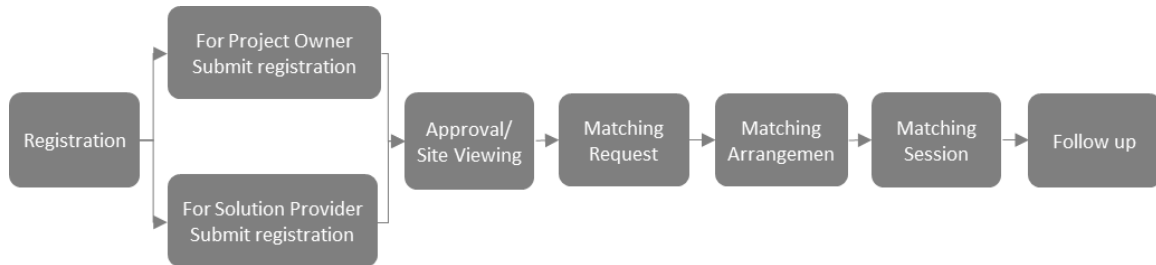 Registration
For Project Owner
Submit registration
For Solution Provider
Submit registration
Approval/
Site Viewing
Matching
Request
Matching
Arrangemen
Matching
Session
Follow up